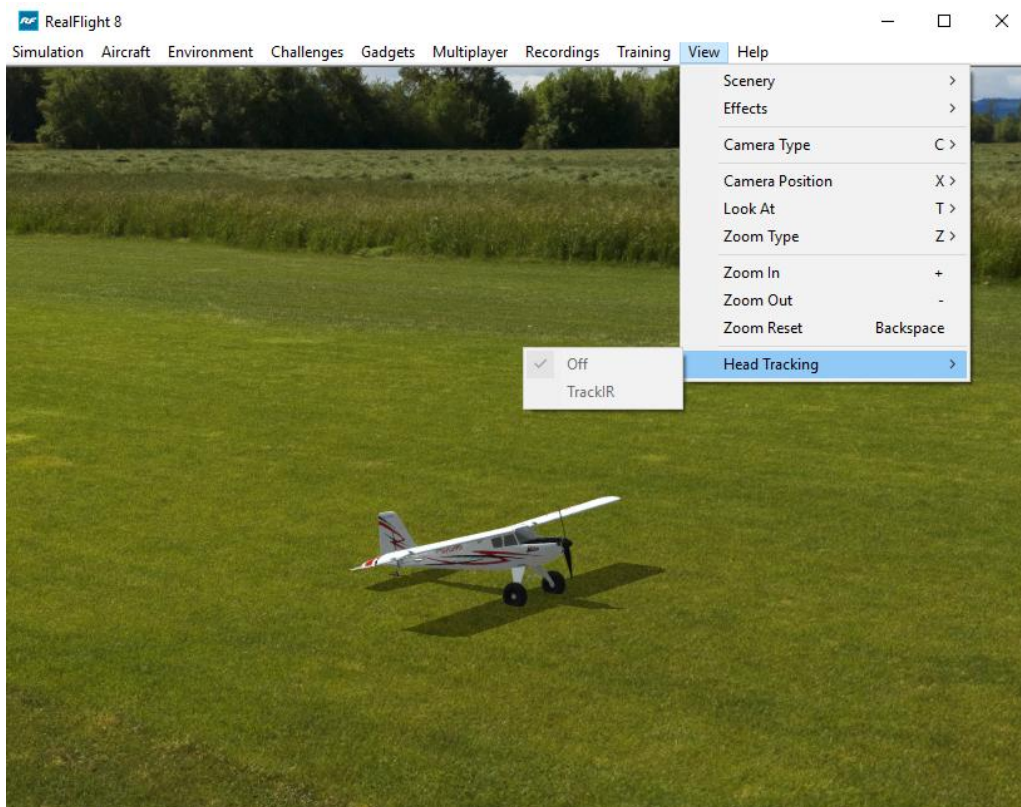 RF RealFlight 8
Simulation Aircraft Environment Challenges Gadgets Multiplayer Recordings Training View Help
Scenery
Effects
Camera Type C
Camera Position X
Look At T
Zoom Type Z
Zoom In +
Zoom Out -
Zoom Reset Backspace
Head Tracking
Off
TrackIR